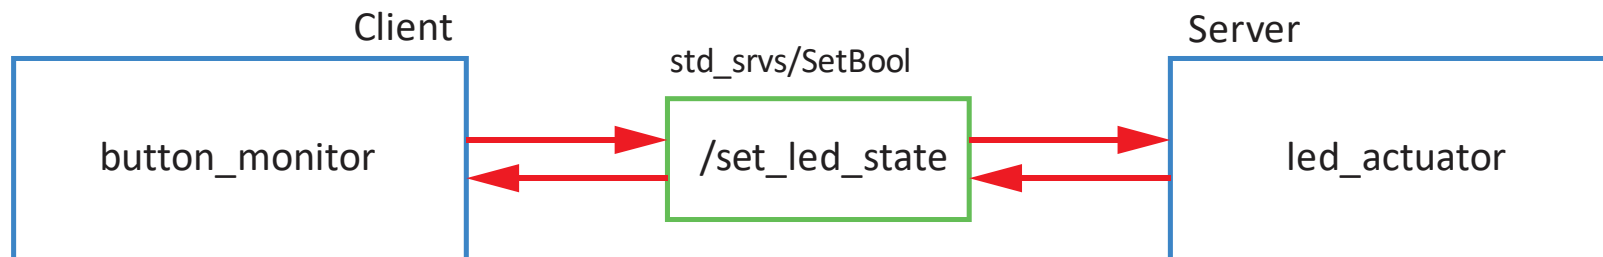 Client
Server
std_srvs/SetBool
button_monitor
/set_led_state
led_actuator